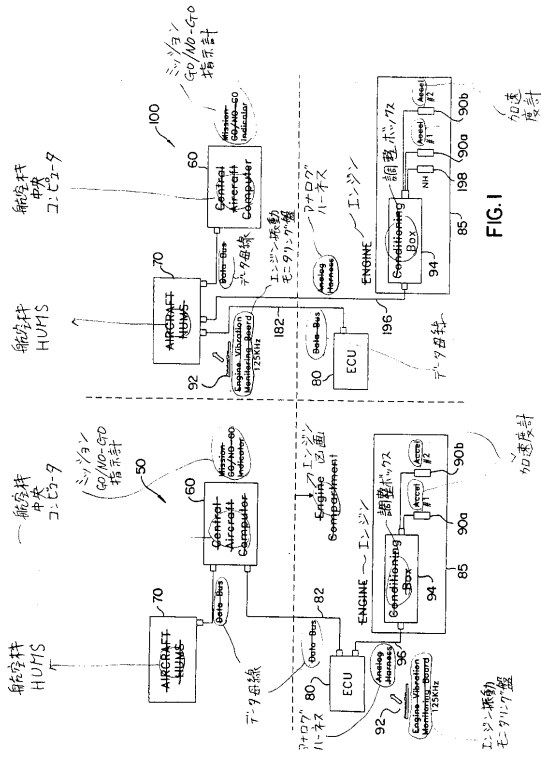 航空機
中央
コンピュータ
ミッション
GO/NO-GO
指示計
100
航空機
HUMS
70
AIRCRAFT
HUMS
60
Central
Aircraft
Computer
Mission
GO/NO-GO
Indicator
Data Bus
データ母線
エンジン振動
モニタリング盤
92
Engine Vibration
Monitoring Board
125KHz
182
アナログ
ハーネス
Analog
Harness
Data Bus
80
ECU
データ母線
196
ENGINE
エンジン
調整ボックス
Conditioning
Box
94
Accel
#1
Accel
#2
NH
198
90a
90b
85
加速度計
FIG.1
航空機
中央
コンピュータ
ミッション
GO/NO-GO
指示計
50
航空機
HUMS
70
AIRCRAFT
HUMS
60
Central
Aircraft
Computer
Mission
GO/NO-GO
Indicator
Data Bus
データ母線
82
Data Bus
エンジン
区画
Engine
Compartment
80
ECU
アナログ
ハーネス
Analog
Harness
96
92
Engine Vibration
Monitoring Board
125KHz
エンジン振動
モニタリング盤
ENGINE
エンジン
調整ボックス
Conditioning
Box
94
Accel
#1
Accel
#2
90a
90b
85
加速度計